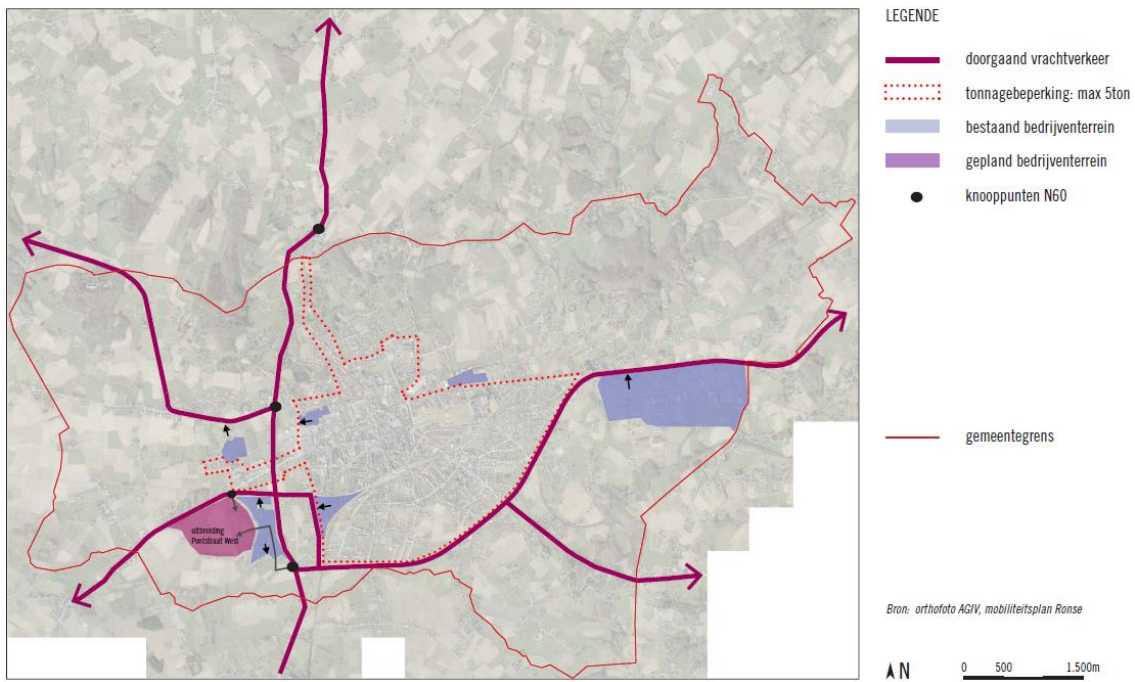 LEGENDE
doorgaand vrachtverkeer
tonnagebeperking: max 5ton
bestaand bedrijventerrein
gepland bedrijventerrein
knooppunten N60
gemeentegrens
uitbreiding
Pontstraat West
Bron: orthofoto AGIV, mobiliteitsplan Ronse
N
0 500 1.500m